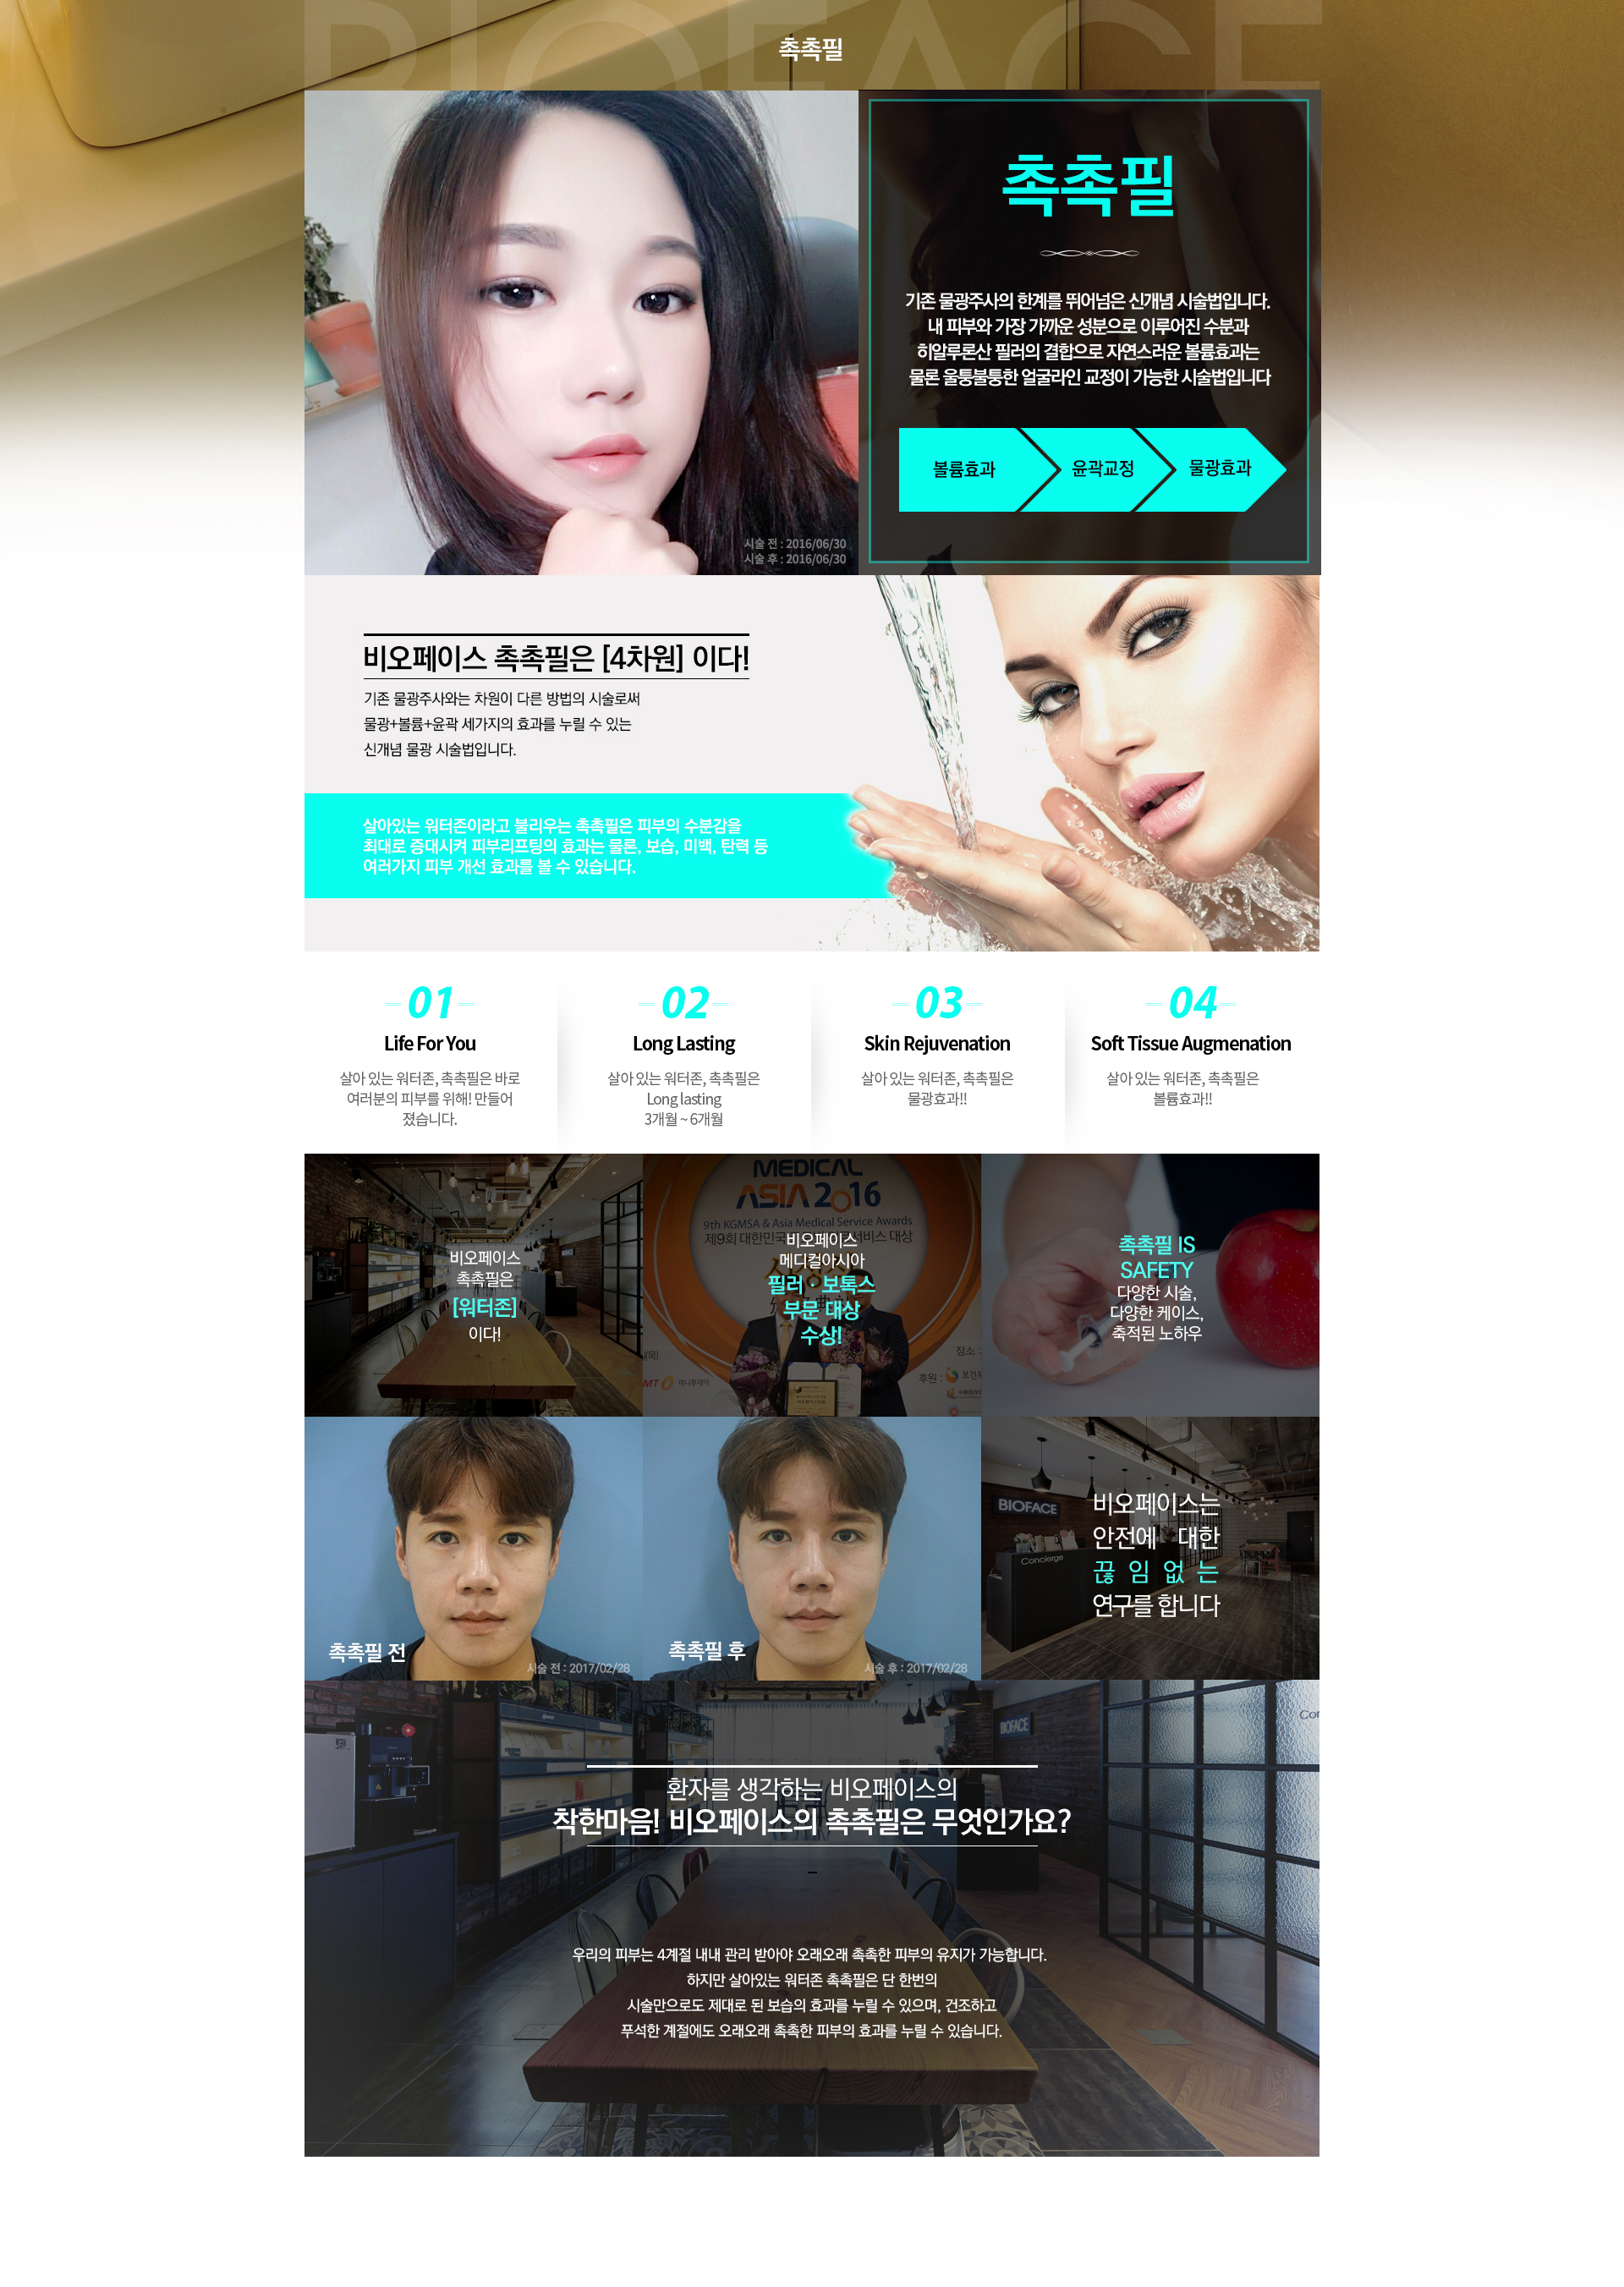 BIOFACE
촉촉필
촉촉필
기존 물광주사의 한계를 뛰어넘은 신개념 시술법입니다.
내 피부와 가장 가까운 성분으로 이루어진 수분과
히알루론산 필러의 결합으로 자연스러운 볼륨효과는
물론 울퉁불퉁한 얼굴라인 교정이 가능한 시술법입니다
볼륨효과
윤곽교정
물광효과
시술 전 : 2016/06/30
시술 후 : 2016/06/30
비오페이스 촉촉필은 [4차원] 이다!
기존 물광주사와는 차원이 다른 방법의 시술로써
물광+볼륨+윤곽 세가지의 효과를 누릴 수 있는
신개념 물광 시술법입니다.
살아있는 워터존이라고 불리우는 촉촉필은 피부의 수분감을
최대로 증대시켜 피부리프팅의 효과는 물론, 보습, 미백, 탄력 등
여러가지 피부 개선 효과를 볼 수 있습니다.
01
Life For You
살아 있는 워터존, 촉촉필은 바로
여러분의 피부를 위해! 만들어
졌습니다.
02
Long Lasting
살아 있는 워터존, 촉촉필은
Long lasting
3개월 ~ 6개월
03
Skin Rejuvenation
살아 있는 워터존, 촉촉필은
물광효과!!
04
Soft Tissue Augmenation
살아 있는 워터존, 촉촉필은
볼륨효과!!
비오페이스
촉촉필은
[워터존]
이다!
MEDICAL
ASIA 2016
9th KGMSA & Asia Medical Service Awards
제9회 대한민국 서비스 대상
비오페이스
메디컬아시아
필러 · 보톡스
부문 대상
수상!
장소 :
후원 :
MT 머니투데이
촉촉필 IS
SAFETY
다양한 시술,
다양한 케이스,
축적된 노하우
촉촉필 전
시술 전 : 2017/02/28
촉촉필 후
시술 후 : 2017/02/28
BIOFACE
Concierge
비오페이스는
안전에 대한
끊 임 없 는
연구를 합니다
BIOFACE
환자를 생각하는 비오페이스의
착한마음! 비오페이스의 촉촉필은 무엇인가요?
우리의 피부는 4계절 내내 관리 받아야 오래오래 촉촉한 피부의 유지가 가능합니다.
하지만 살아있는 워터존 촉촉필은 단 한번의
시술만으로도 제대로 된 보습의 효과를 누릴 수 있으며, 건조하고
푸석한 계절에도 오래오래 촉촉한 피부의 효과를 누릴 수 있습니다.